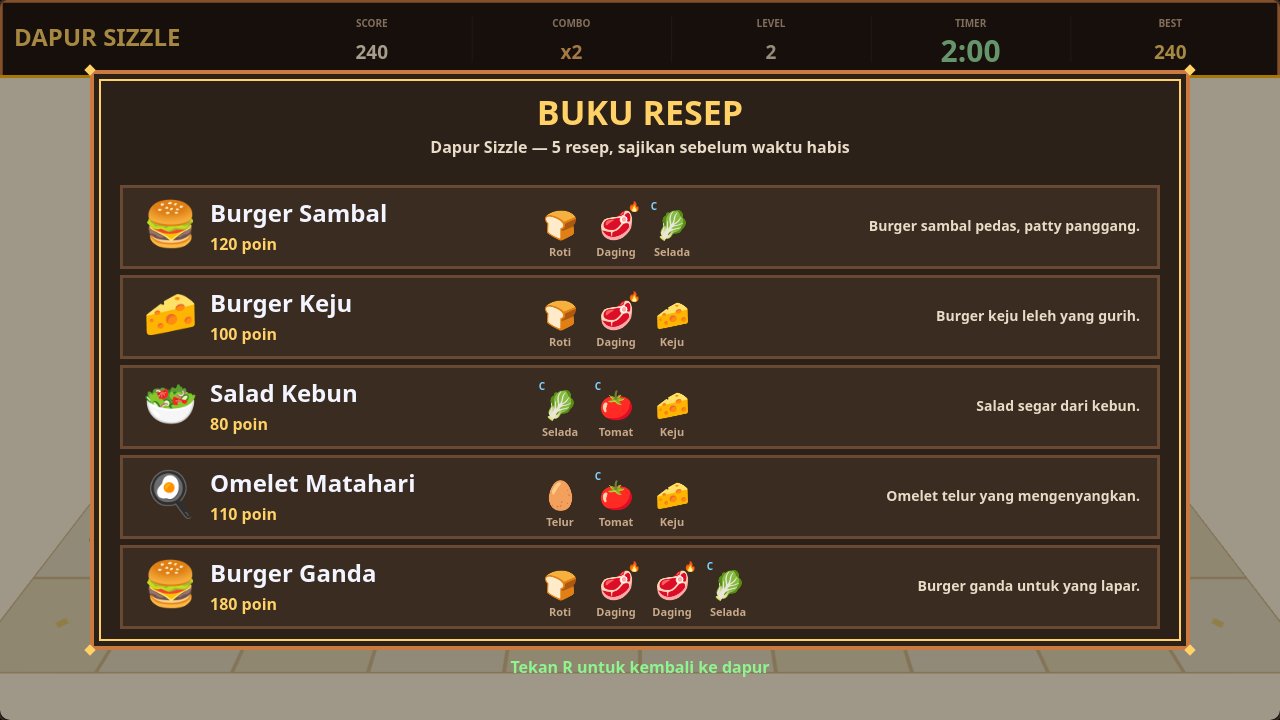 DAPUR SIZZLE
SCORE
240
COMBO
x2
LEVEL
2
TIMER
2:00
BEST
240
BUKU RESEP
Dapur Sizzle — 5 resep, sajikan sebelum waktu habis
Burger Sambal
120 poin
C
Roti Daging Selada
Burger sambal pedas, patty panggang.
Burger Keju
100 poin
Roti Daging Keju
Burger keju leleh yang gurih.
Salad Kebun
80 poin
C C
Selada Tomat Keju
Salad segar dari kebun.
Omelet Matahari
110 poin
C
Telur Tomat Keju
Omelet telur yang mengenyangkan.
Burger Ganda
180 poin
C
Roti Daging Daging Selada
Burger ganda untuk yang lapar.
Tekan R untuk kembali ke dapur